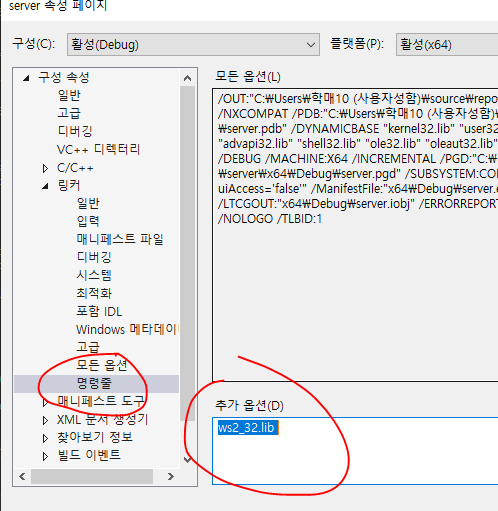 server 속성 페이지
구성(C):
활성(Debug)
플랫폼(P):
활성(x64)
구성 속성
일반
고급
디버깅
VC++ 디렉터리
C/C++
링커
일반
입력
매니페스트 파일
디버깅
시스템
최적화
포함 IDL
Windows 메타데이
고급
모든 옵션
명령줄
매니페스트 도구
XML 문서 생성기
찾아보기 정보
빌드 이벤트
모든 옵션(L)
/OUT:"C:₩Users₩학매10 (사용자성함)₩source₩repo
/NXCOMPAT /PDB:"C:₩Users₩학매10 (사용자성함)₩
₩server.pdb" /DYNAMICBASE "kernel32.lib" "user32
"advapi32.lib" "shell32.lib" "ole32.lib" "oleaut32.lib"
/DEBUG /MACHINE:X64 /INCREMENTAL /PGD:"C:₩
₩server₩x64₩Debug₩server.pgd" /SUBSYSTEM:CON
uiAccess='false'" /ManifestFile:"x64₩Debug₩server.e
/LTCGOUT:"x64₩Debug₩server.iobj" /ERRORREPORT
/NOLOGO /TLBID:1
추가 옵션(D)
ws2_32.lib